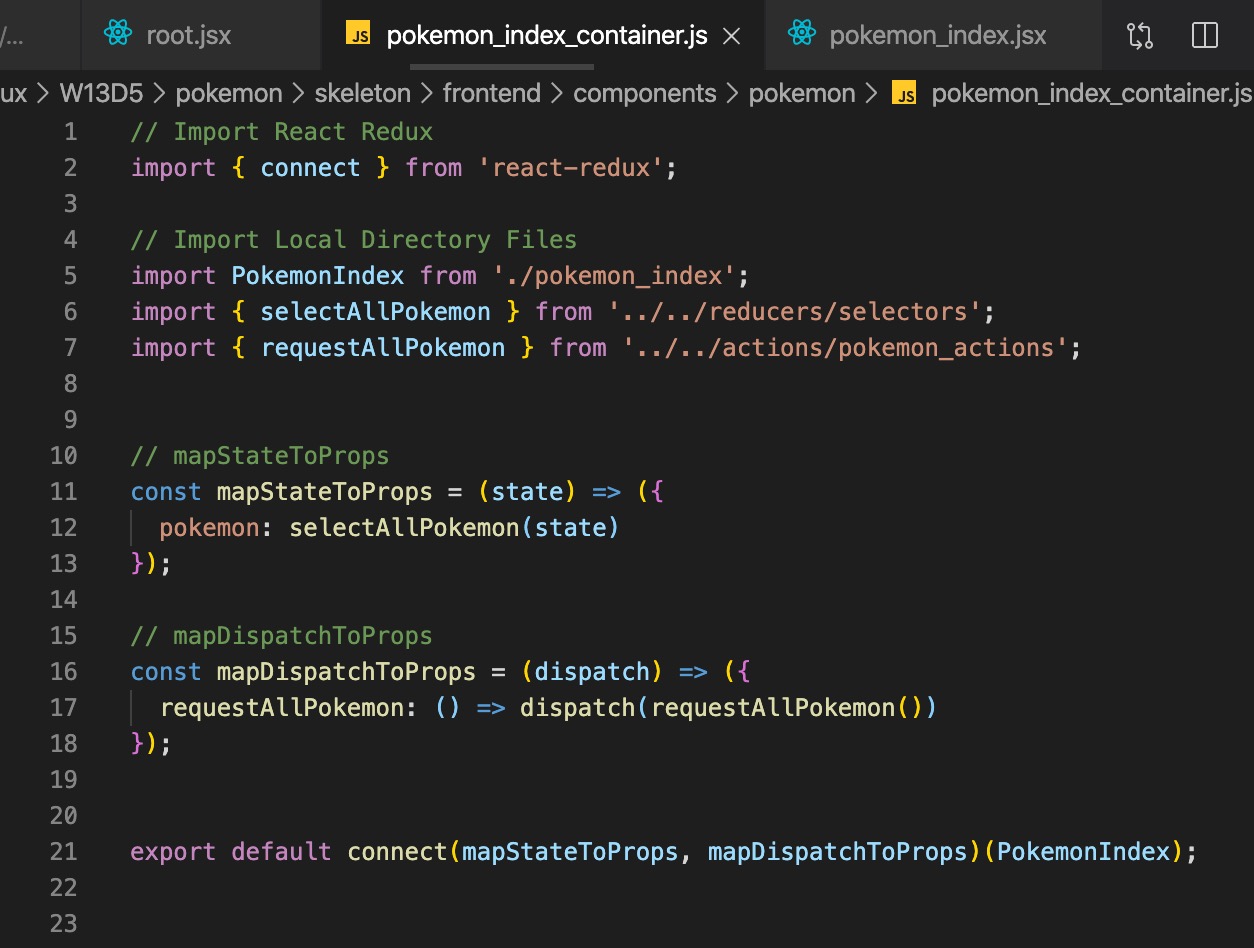 /... root.jsx JS pokemon_index_container.js pokemon_index.jsx
ux > W13D5 > pokemon > skeleton > frontend > components > pokemon > JS pokemon_index_container.js
1 // Import React Redux
2 import { connect } from 'react-redux';
3
4 // Import Local Directory Files
5 import PokemonIndex from './pokemon_index';
6 import { selectAllPokemon } from '../../reducers/selectors';
7 import { requestAllPokemon } from '../../actions/pokemon_actions';
8
9
10 // mapStateToProps
11 const mapStateToProps = (state) => ({
12   pokemon: selectAllPokemon(state)
13 });
14
15 // mapDispatchToProps
16 const mapDispatchToProps = (dispatch) => ({
17   requestAllPokemon: () => dispatch(requestAllPokemon())
18 });
19
20
21 export default connect(mapStateToProps, mapDispatchToProps)(PokemonIndex);
22
23